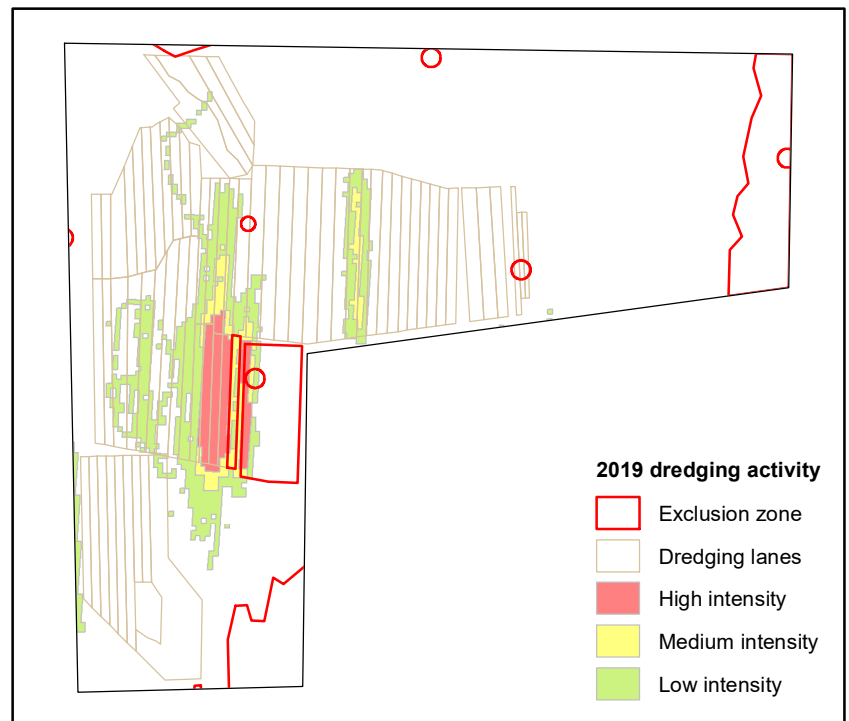 2019 dredging activity
Exclusion zone
Dredging lanes
High intensity
Medium intensity
Low intensity